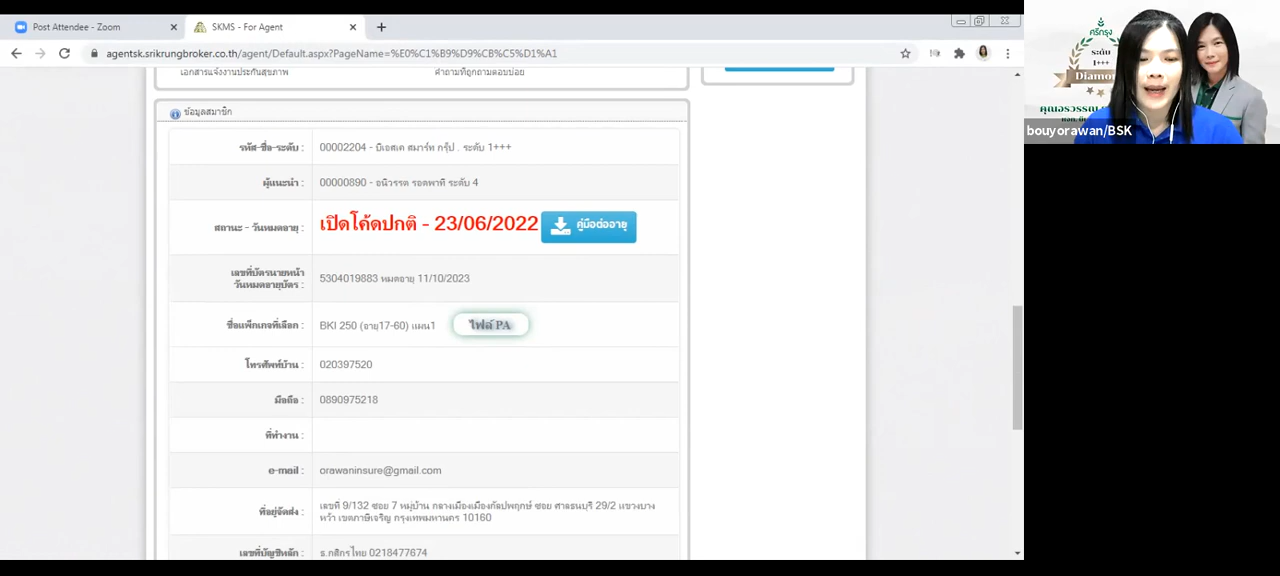 Post Attendee - Zoom
SKMS - For Agent
agentsk.srikrungbroker.co.th/agent/Default.aspx?PageName=%E0%C1%B9%D9%CB%C5%D1%A1
เอกสารแจ้งงานประกันสุขภาพ
คำถามที่ถูกถามตอบบ่อย
ข้อมูลสมาชิก
รหัส-ชื่อ-ระดับ : 00002204 - บีเอสเค สมาร์ท กรุ๊ป . ระดับ 1+++
ผู้แนะนำ : 00000890 - อนิวรรต รอดพาที ระดับ 4
สถานะ - วันหมดอายุ : เปิดโค้ดปกติ - 23/06/2022 คู่มือต่ออายุ
เลขที่บัตรนายหน้า
วันหมดอายุบัตร : 5304019883 หมดอายุ 11/10/2023
ชื่อแพ็กเกจที่เลือก : BKI 250 (อายุ17-60) แผน1 ไฟล์ PA
โทรศัพท์บ้าน : 020397520
มือถือ : 0890975218
ที่ทำงาน :
e-mail : orawaninsure@gmail.com
ที่อยู่จัดส่ง : เลขที่ 9/132 ซอย 7 หมู่บ้าน กลางเมืองเมืองกัลปพฤกษ์ ซอย ศาลธนบุรี 29/2 แขวงบาง
หว้า เขตภาษีเจริญ กรุงเทพมหานคร 10160
เลขที่บัญชีหลัก : ธ.กสิกรไทย 0218477674
ศรีกรุง
ระดับ
1+++
คุณอรวรรณ
bouyorawan/BSK